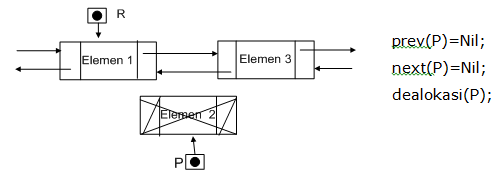 R
Elemen 1
Elemen 3
Elemen 2
P
prev(P)=Nil;
next(P)=Nil;
dealokasi(P);